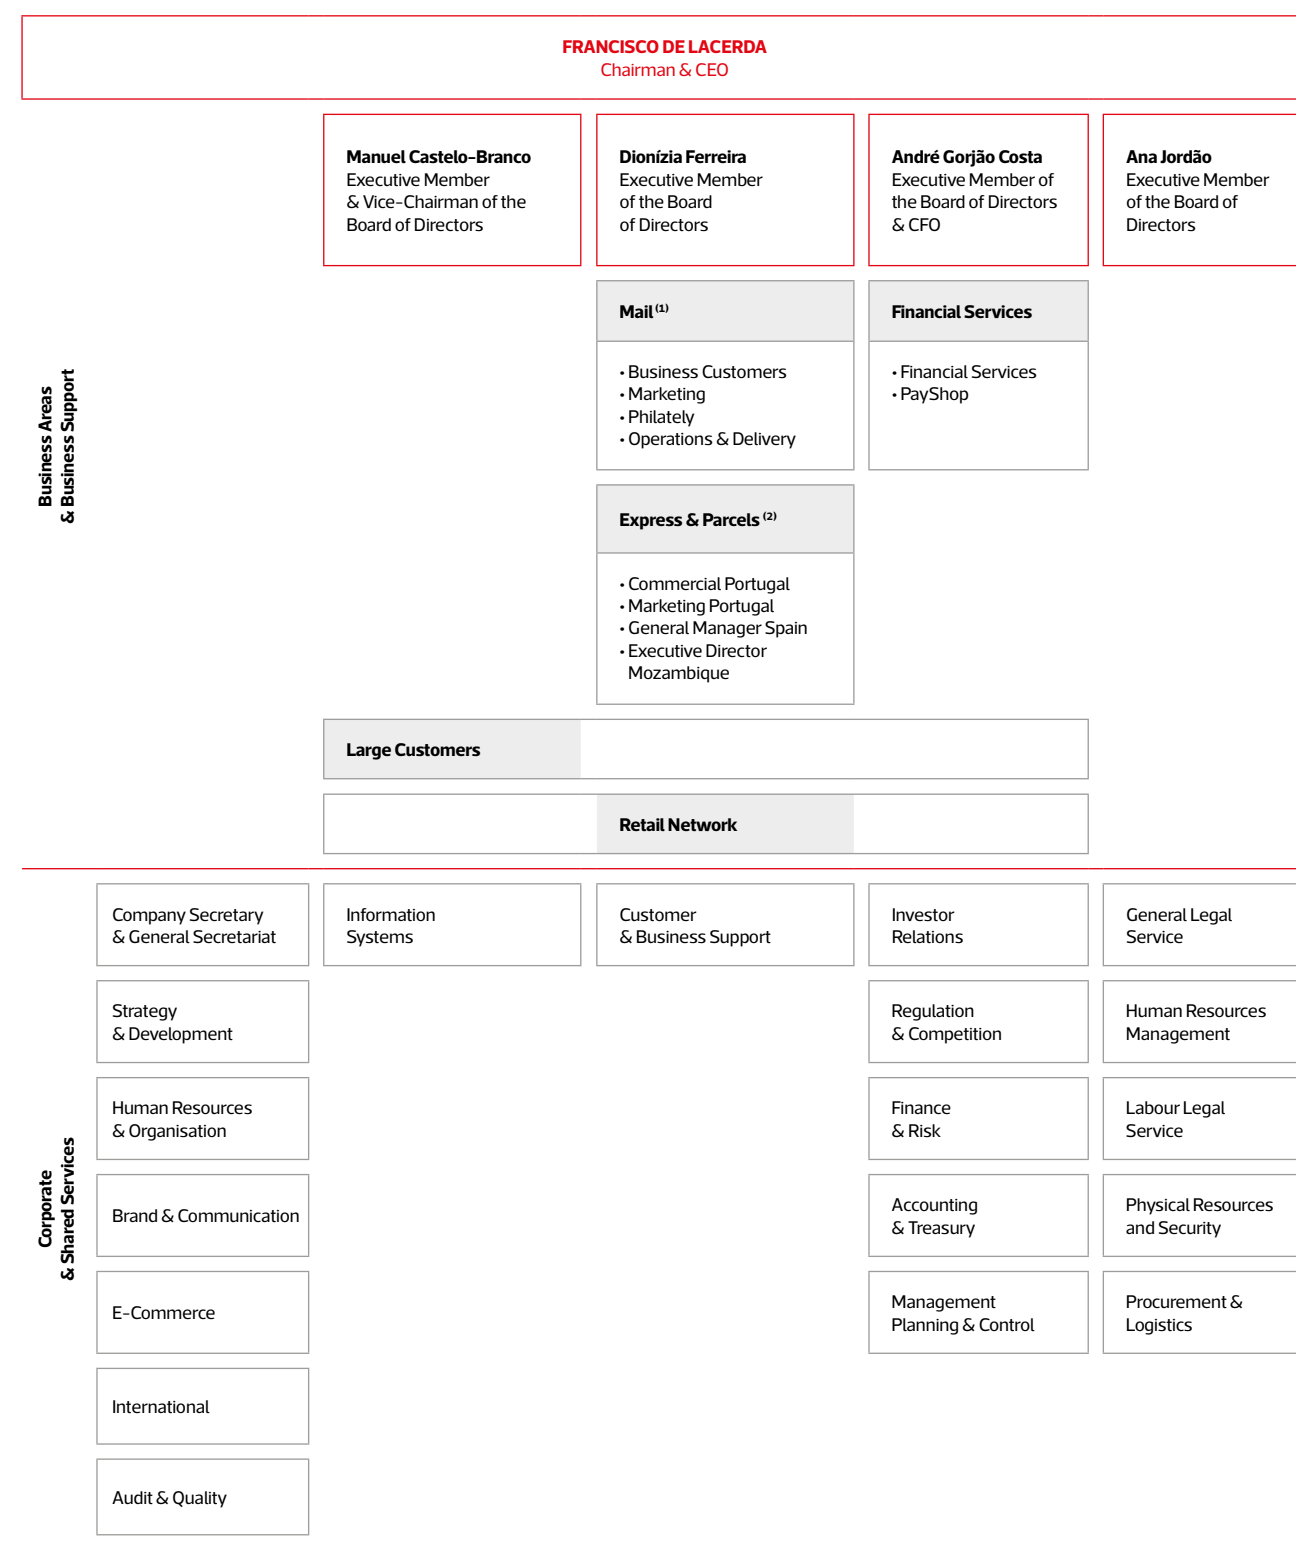 FRANCISCO DE LACERDA
Chairman & CEO
Manuel Castelo-Branco
Executive Member
& Vice-Chairman of the
Board of Directors
Dionízia Ferreira
Executive Member
of the Board
of Directors
André Gorjão Costa
Executive Member of
the Board of Directors
& CFO
Ana Jordão
Executive Member
of the Board of
Directors
Business Areas
& Business Support
Mail (1)
• Business Customers
• Marketing
• Philately
• Operations & Delivery
Financial Services
• Financial Services
• PayShop
Express & Parcels (2)
• Commercial Portugal
• Marketing Portugal
• General Manager Spain
• Executive Director
Mozambique
Large Customers
Retail Network
Corporate
& Shared Services
Company Secretary
& General Secretariat
Information
Systems
Customer
& Business Support
Investor
Relations
General Legal
Service
Strategy
& Development
Regulation
& Competition
Human Resources
Management
Human Resources
& Organisation
Finance
& Risk
Labour Legal
Service
Brand & Communication
Accounting
& Treasury
Physical Resources
and Security
E-Commerce
Management
Planning & Control
Procurement &
Logistics
International
Audit & Quality